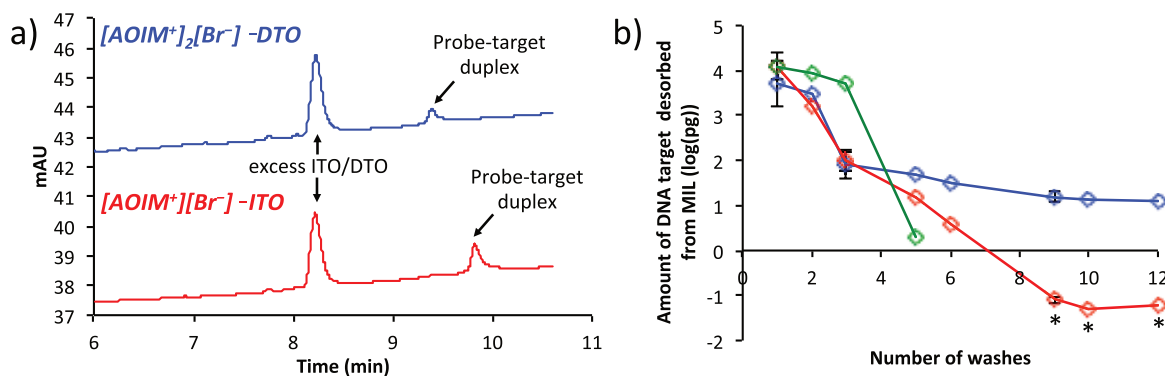 a)
[AOIM⁺]₂[Br⁻] –DTO
Probe-target
duplex
excess ITO/DTO
[AOIM⁺][Br⁻] –ITO
Probe-target
duplex
mAU
47
46
45
44
43
42
41
40
39
38
37
6 7 8 9 10 11
Time (min)
b)
Amount of DNA target desorbed
from MIL (log(pg))
5
4
3
2
1
0
-1
-2
0 2 4 6 8 10 12
* * *
Number of washes